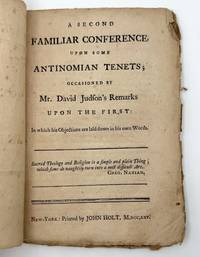 A SECOND
FAMILIAR CONFERENCE
UPON SOME
ANTINOMIAN TENETS;
OCCASIONED BY
Mr. David Judson's Remarks
UPON THE FIRST:
In which his Objections are laid down in his own Words.
Sacred Theology and Religion is a simple and plain Thing
which some do naughtily turn into a most difficult Art.
GREG. NAZIAN.
NEW-YORK: Printed by JOHN HOLT,